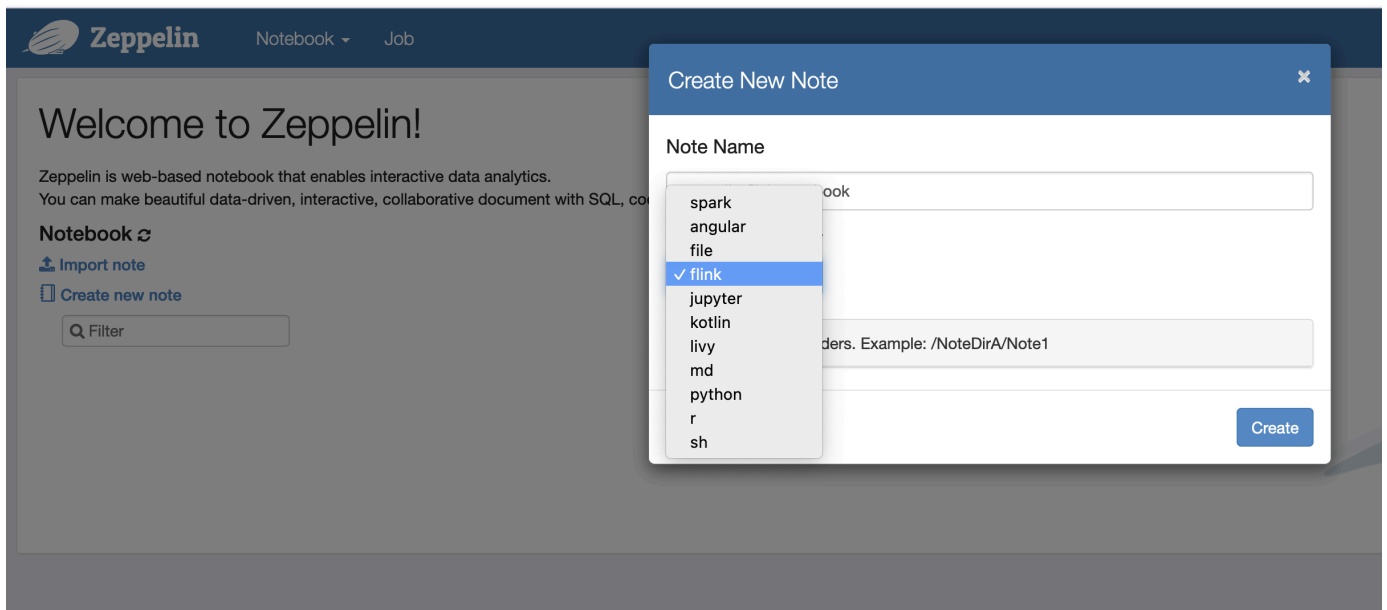 Zeppelin
Notebook
Job
Welcome to Zeppelin!
Zeppelin is web-based notebook that enables interactive data analytics.
You can make beautiful data-driven, interactive, collaborative document with SQL, co
Notebook
Import note
Create new note
Filter
Create New Note
×
Note Name
ook
spark
angular
file
✓ flink
jupyter
kotlin
livy
md
python
r
sh
ders. Example: /NoteDirA/Note1
Create